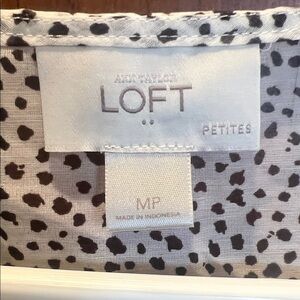 ANN TAYLOR
LOFT
PETITES
MP
MADE IN INDONESIA